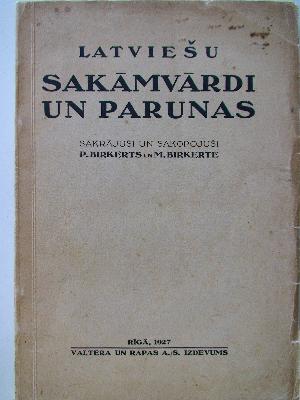 LATVIEŠU
SAKĀMVĀRDI
UN PARUNAS
SAKRĀJUŠI UN SAKOPOJUŠI
P. BIRKERTS UN M. BIRKERTE
RĪGĀ, 1927
VALTERA UN RAPAS A./S. IZDEVUMS